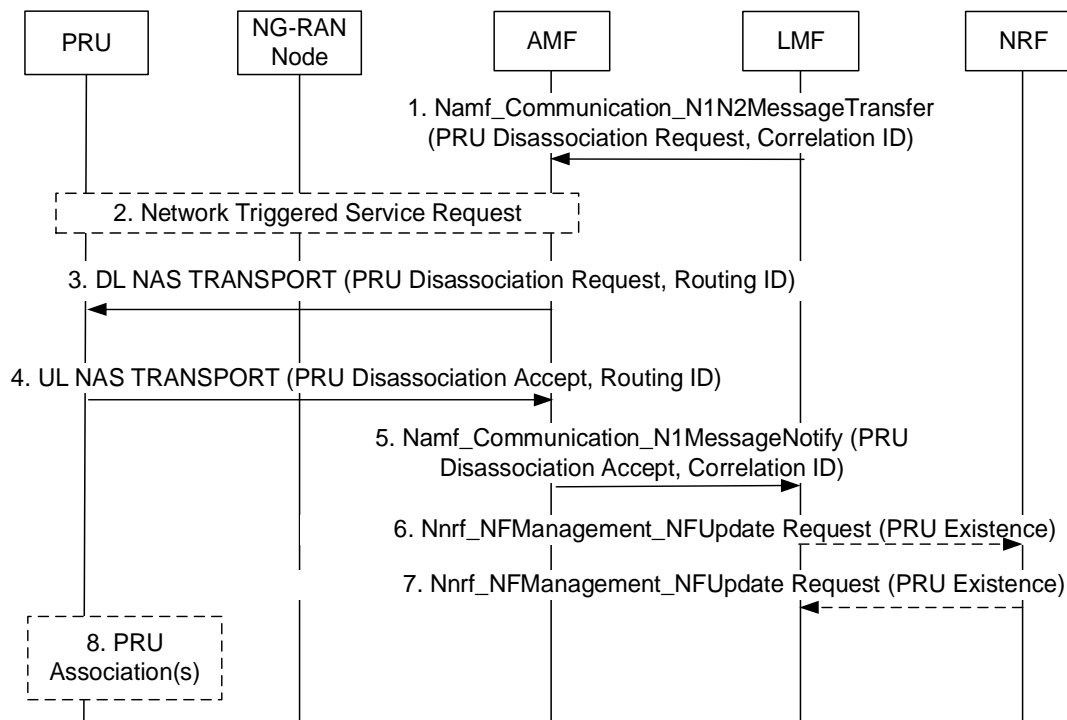 PRU
NG-RAN
Node
AMF
LMF
NRF
1. Namf_Communication_N1N2MessageTransfer
(PRU Disassociation Request, Correlation ID)
2. Network Triggered Service Request
3. DL NAS TRANSPORT (PRU Disassociation Request, Routing ID)
4. UL NAS TRANSPORT (PRU Disassociation Accept, Routing ID)
5. Namf_Communication_N1MessageNotify (PRU
Disassociation Accept, Correlation ID)
6. Nnrf_NFManagement_NFUpdate Request (PRU Existence)
7. Nnrf_NFManagement_NFUpdate Request (PRU Existence)
8. PRU
Association(s)